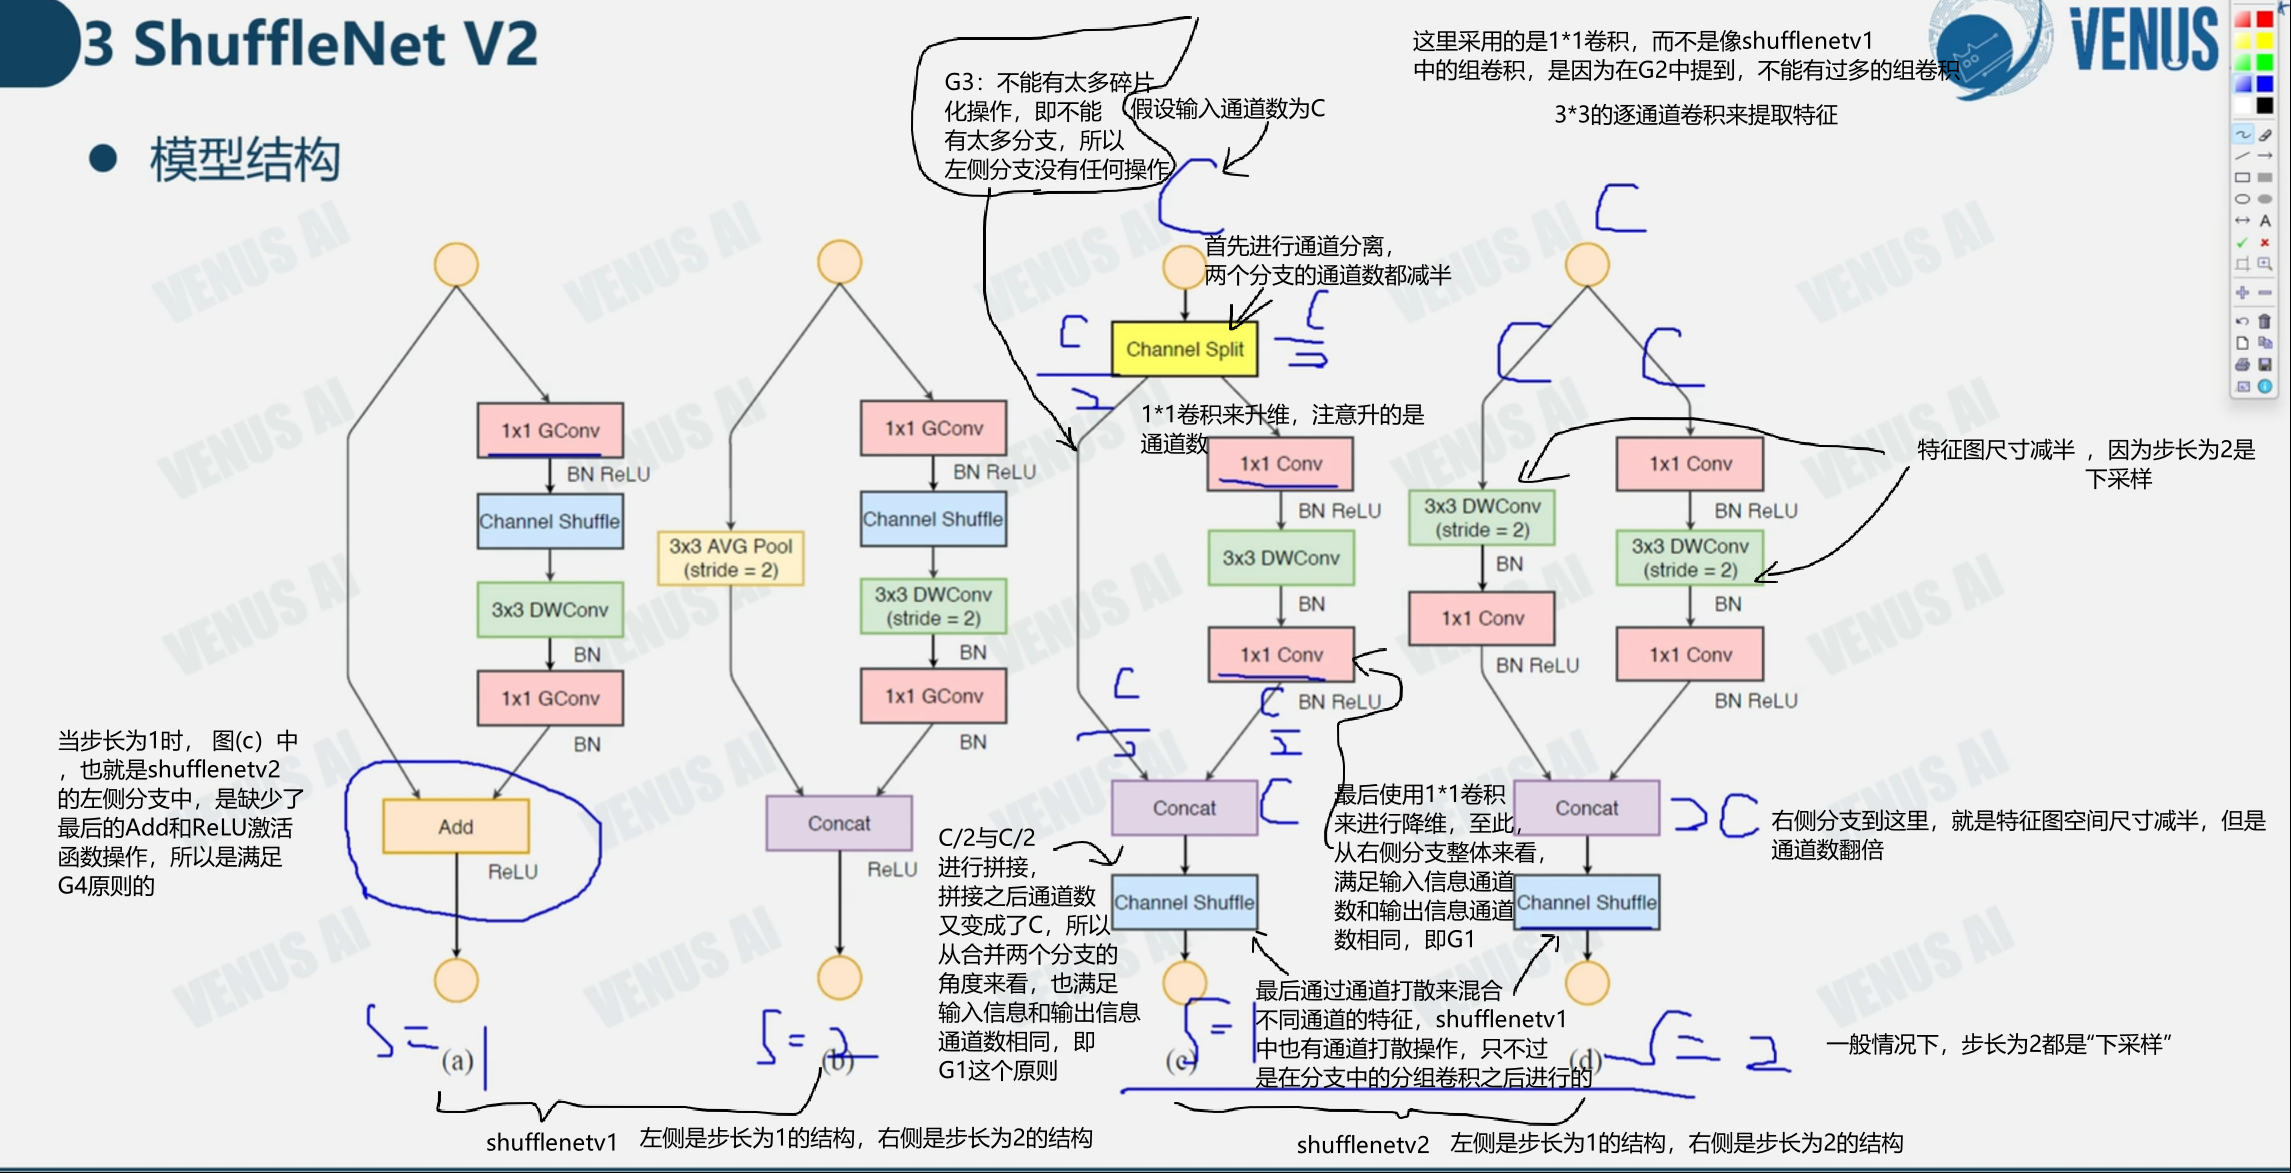 3 ShuffleNet V2
VENUS
● 模型结构
G3：不能有太多碎片
化操作，即不能
有太多分支，所以
左侧分支没有任何操作
假设输入通道数为C
这里采用的是1*1卷积，而不是像shufflenetv1
中的组卷积，是因为在G2中提到，不能有过多的组卷积
3*3的逐通道卷积来提取特征
C
C
首先进行通道分离，
两个分支的通道数都减半
1x1 GConv
BN ReLU
Channel Shuffle
3x3 DWConv
BN
1x1 GConv
BN
Add
ReLU
S=1
(a)
当步长为1时， 图(c）中
，也就是shufflenetv2
的左侧分支中，是缺少了
最后的Add和ReLU激活
函数操作，所以是满足
G4原则的
3x3 AVG Pool
(stride = 2)
1x1 GConv
BN ReLU
Channel Shuffle
3x3 DWConv
(stride = 2)
BN
1x1 GConv
BN
Concat
ReLU
S=2
(b)
Channel Split
C
2
C
2
1*1卷积来升维，注意升的是
通道数
1x1 Conv
BN ReLU
3x3 DWConv
BN
1x1 Conv
BN ReLU
C
2
C
2
Concat
C
Channel Shuffle
S=1
(c)
C/2与C/2
进行拼接，
拼接之后通道数
又变成了C，所以
从合并两个分支的
角度来看，也满足
输入信息和输出信息
通道数相同，即
G1这个原则
最后使用1*1卷积
来进行降维，至此，
从右侧分支整体来看，
满足输入信息通道
数和输出信息通道
数相同，即G1
最后通过通道打散来混合
不同通道的特征，shufflenetv1
中也有通道打散操作，只不过
是在分支中的分组卷积之后进行的
C
C
3x3 DWConv
(stride = 2)
BN
1x1 Conv
BN ReLU
1x1 Conv
BN ReLU
3x3 DWConv
(stride = 2)
BN
1x1 Conv
BN ReLU
Concat
2C
Channel Shuffle
(d)
S=2
特征图尺寸减半 ，因为步长为2是
下采样
右侧分支到这里，就是特征图空间尺寸减半，但是
通道数翻倍
一般情况下，步长为2都是“下采样”
shufflenetv1 左侧是步长为1的结构，右侧是步长为2的结构
shufflenetv2 左侧是步长为1的结构，右侧是步长为2的结构
VENUS AI